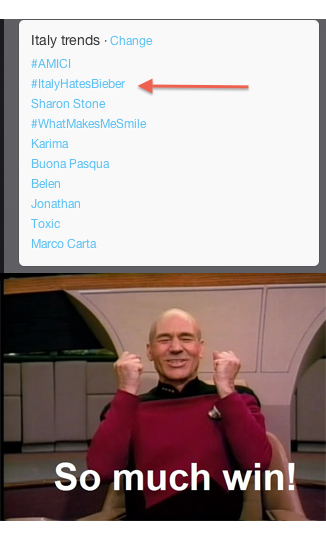 Italy trends · Change
#AMICI
#ItalyHatesBieber
Sharon Stone
#WhatMakesMeSmile
Karima
Buona Pasqua
Belen
Jonathan
Toxic
Marco Carta
So much win!